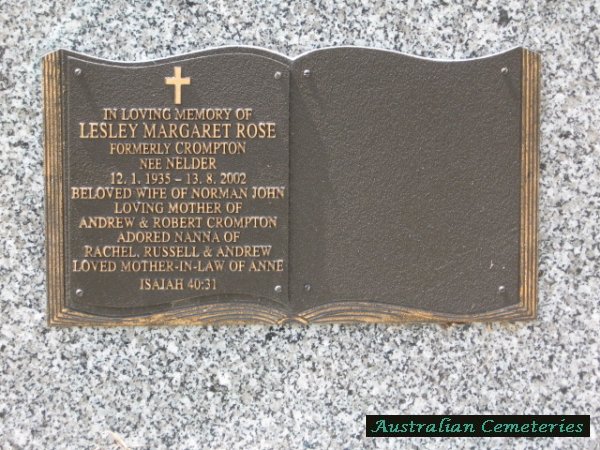 IN LOVING MEMORY OF
LESLEY MARGARET ROSE
FORMERLY CROMPTON
NEE NELDER
12. 1. 1935 – 13. 8. 2002
BELOVED WIFE OF NORMAN JOHN
LOVING MOTHER OF
ANDREW & ROBERT CROMPTON
ADORED NANNA OF
RACHEL, RUSSELL & ANDREW
LOVED MOTHER-IN-LAW OF ANNE
ISAIAH 40:31
Australian Cemeteries